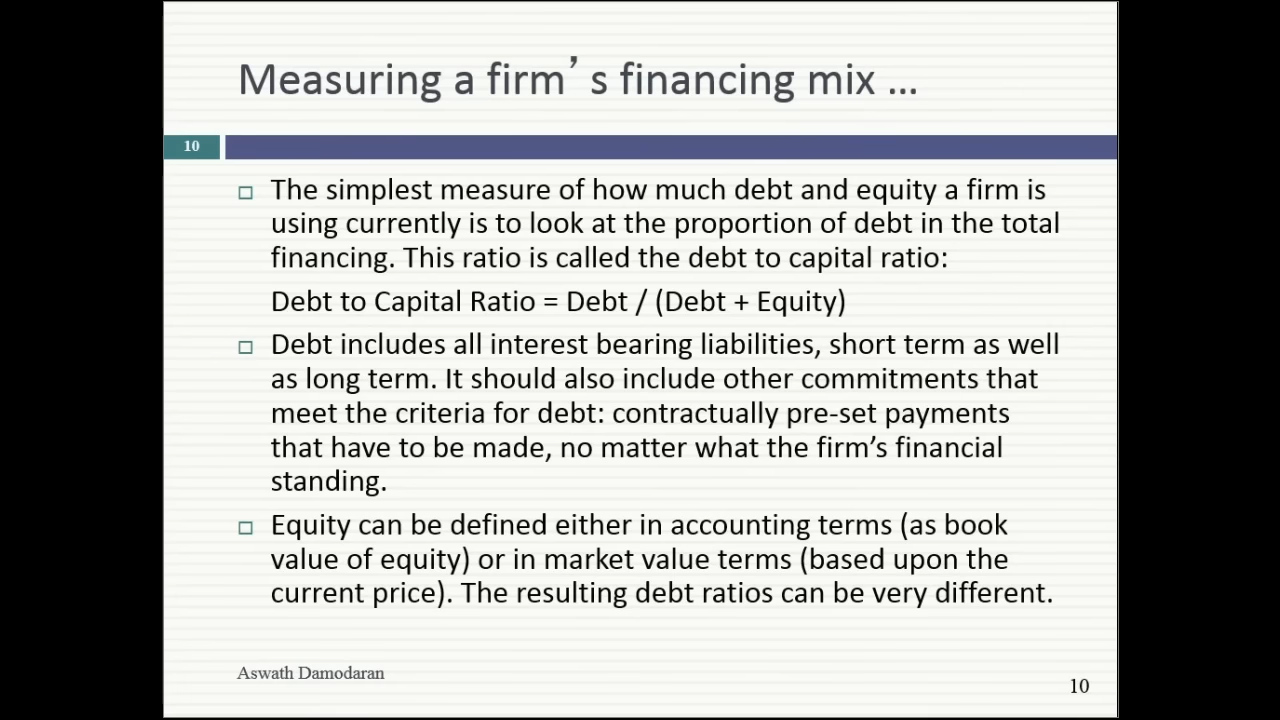 Measuring a firm’s financing mix …
10
The simplest measure of how much debt and equity a firm is
using currently is to look at the proportion of debt in the total
financing. This ratio is called the debt to capital ratio:
Debt to Capital Ratio = Debt / (Debt + Equity)
Debt includes all interest bearing liabilities, short term as well
as long term. It should also include other commitments that
meet the criteria for debt: contractually pre-set payments
that have to be made, no matter what the firm’s financial
standing.
Equity can be defined either in accounting terms (as book
value of equity) or in market value terms (based upon the
current price). The resulting debt ratios can be very different.
Aswath Damodaran
10